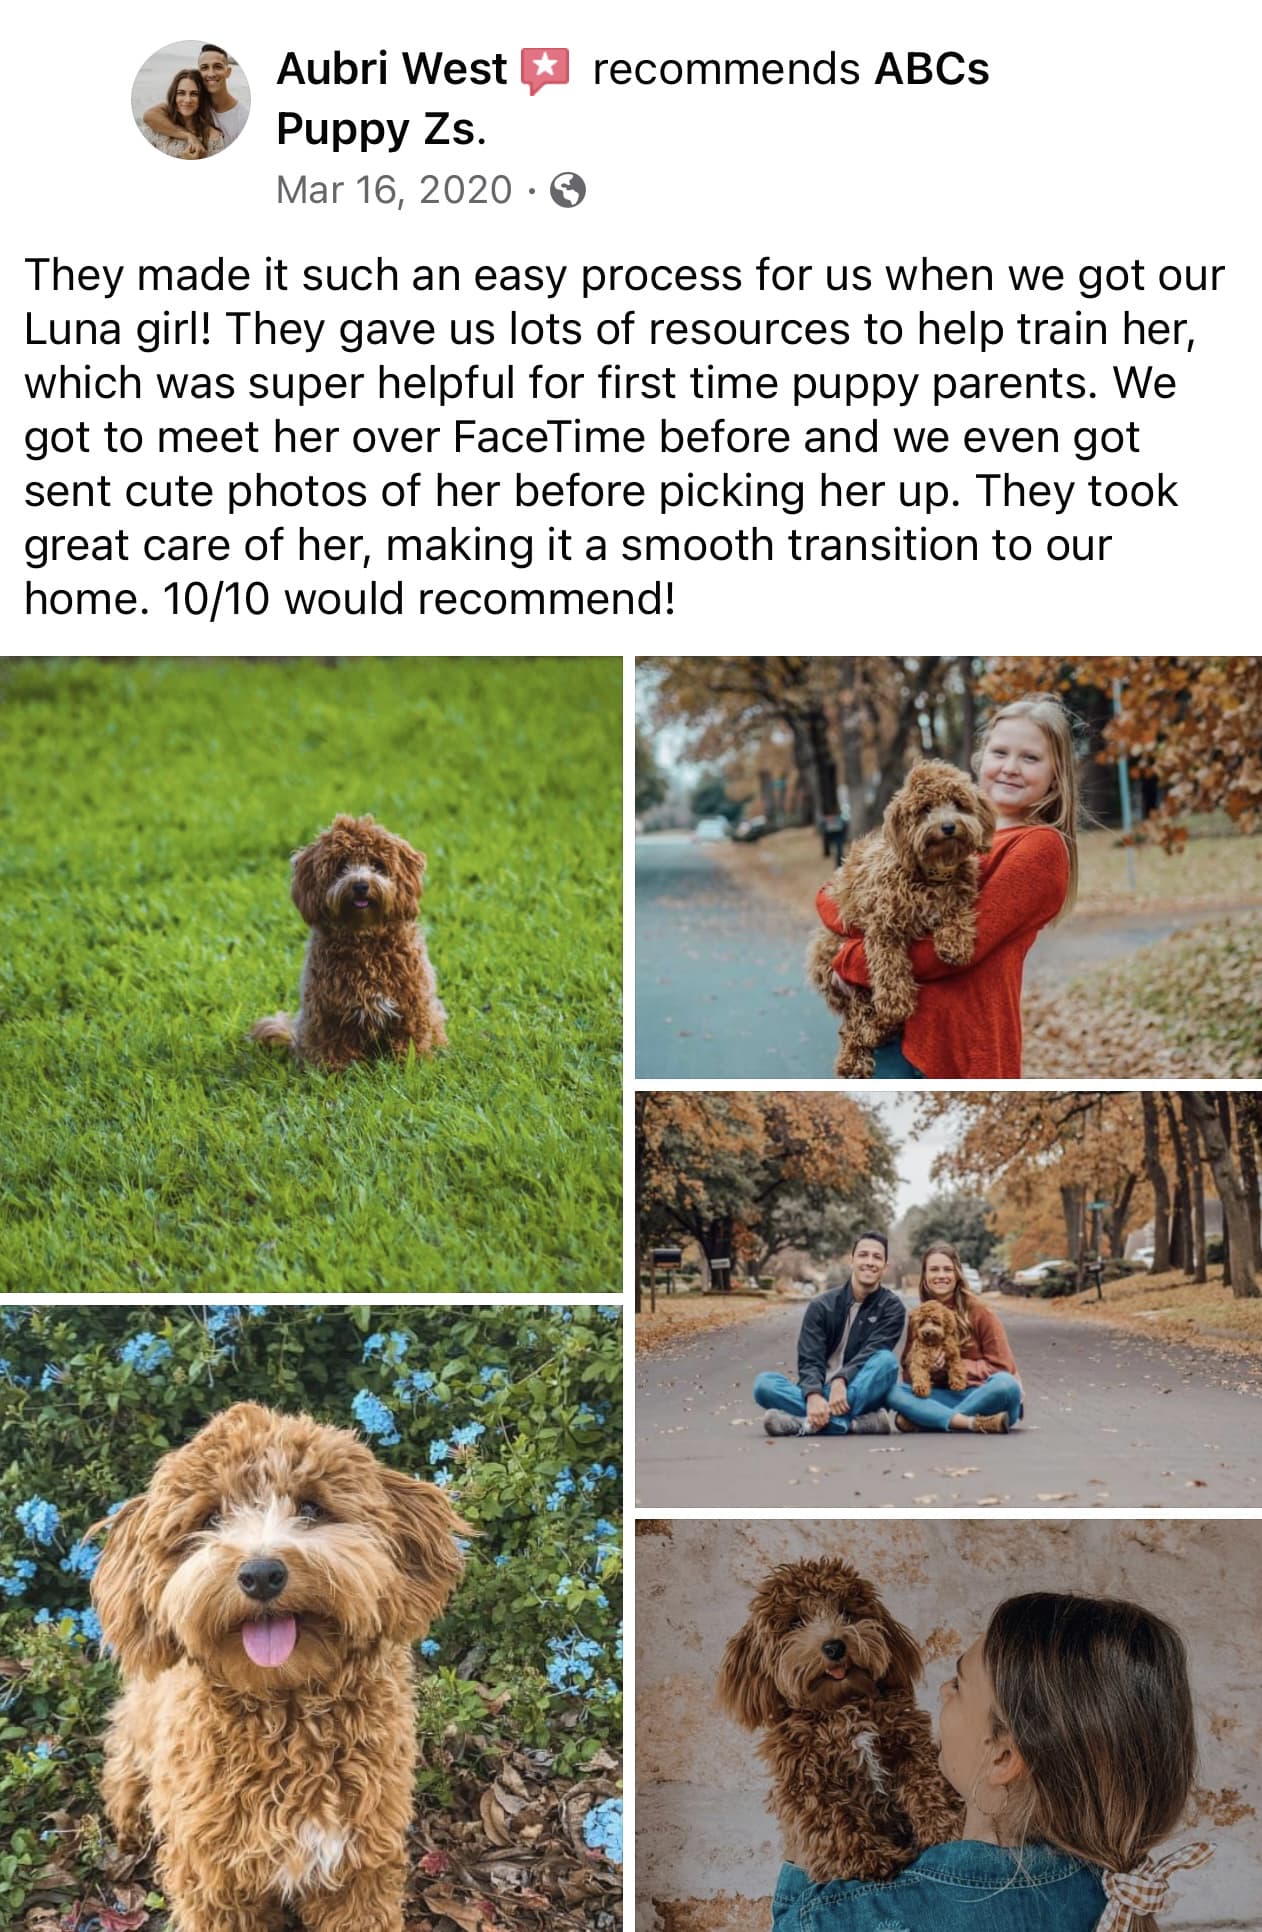 Aubri West recommends ABCs
Puppy Zs.
Mar 16, 2020 ·
They made it such an easy process for us when we got our
Luna girl! They gave us lots of resources to help train her,
which was super helpful for first time puppy parents. We
got to meet her over FaceTime before and we even got
sent cute photos of her before picking her up. They took
great care of her, making it a smooth transition to our
home. 10/10 would recommend!